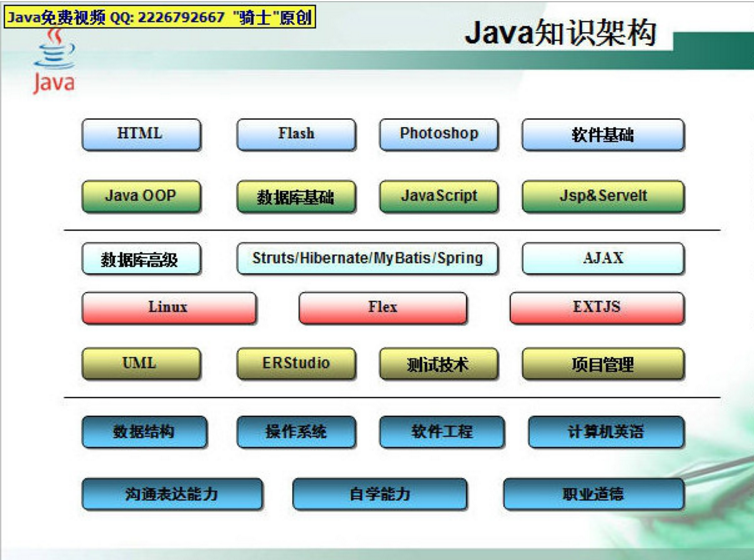 Java免费视频 QQ: 2226792667 "骑士"原创
Java知识架构
Java
HTML Flash Photoshop 软件基础
Java OOP 数据库基础 JavaScript Jsp&Servelt
数据库高级 Struts/Hibernate/MyBatis/Spring AJAX
Linux Flex EXTJS
UML ERStudio 测试技术 项目管理
数据结构 操作系统 软件工程 计算机英语
沟通表达能力 自学能力 职业道德